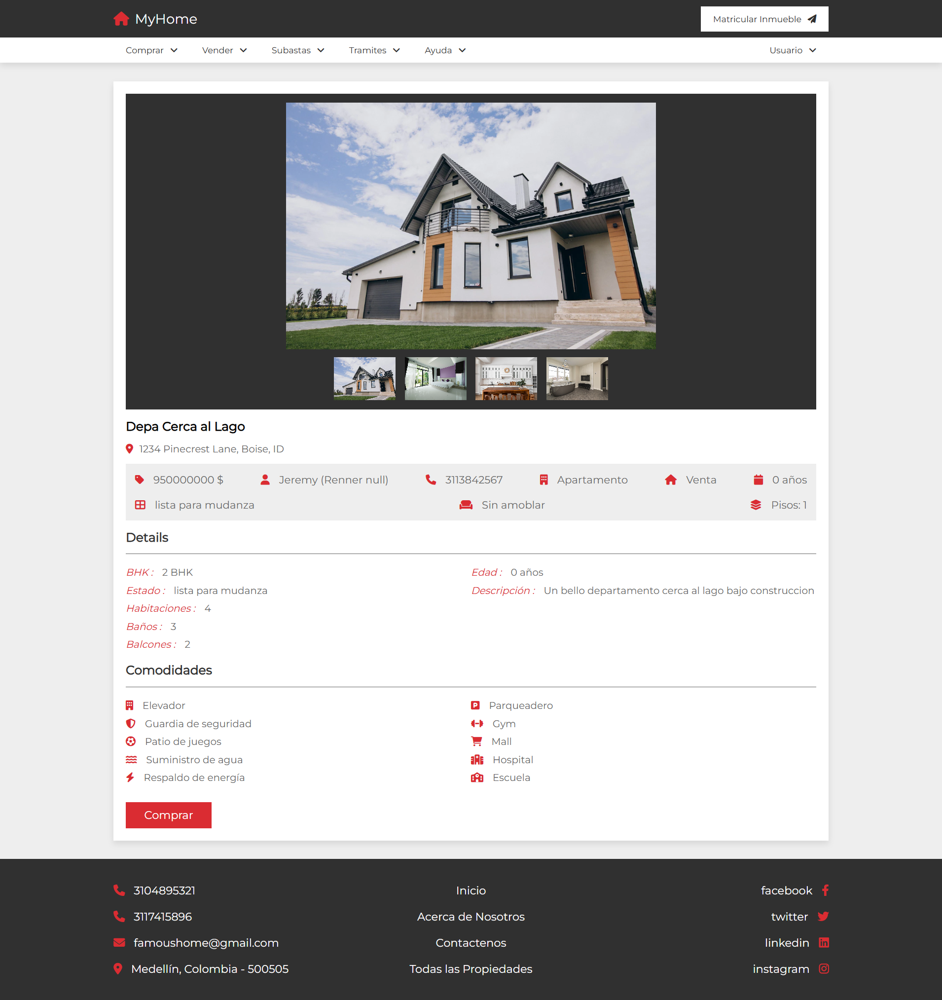 MyHome
Matricular Inmueble
Comprar Vender Subastas Tramites Ayuda Usuario
Depa Cerca al Lago
1234 Pinecrest Lane, Boise, ID
950000000 $ Jeremy (Renner null) 3113842567 Apartamento Venta 0 años
lista para mudanza Sin amoblar Pisos: 1
Details
BHK : 2 BHK
Estado : lista para mudanza
Habitaciones : 4
Baños : 3
Balcones : 2
Edad : 0 años
Descripción : Un bello departamento cerca al lago bajo construccion
Comodidades
Elevador
Guardia de seguridad
Patio de juegos
Suministro de agua
Respaldo de energía
Parqueadero
Gym
Mall
Hospital
Escuela
Comprar
3104895321
3117415896
famoushome@gmail.com
Medellín, Colombia - 500505
Inicio
Acerca de Nosotros
Contactenos
Todas las Propiedades
facebook
twitter
linkedin
instagram